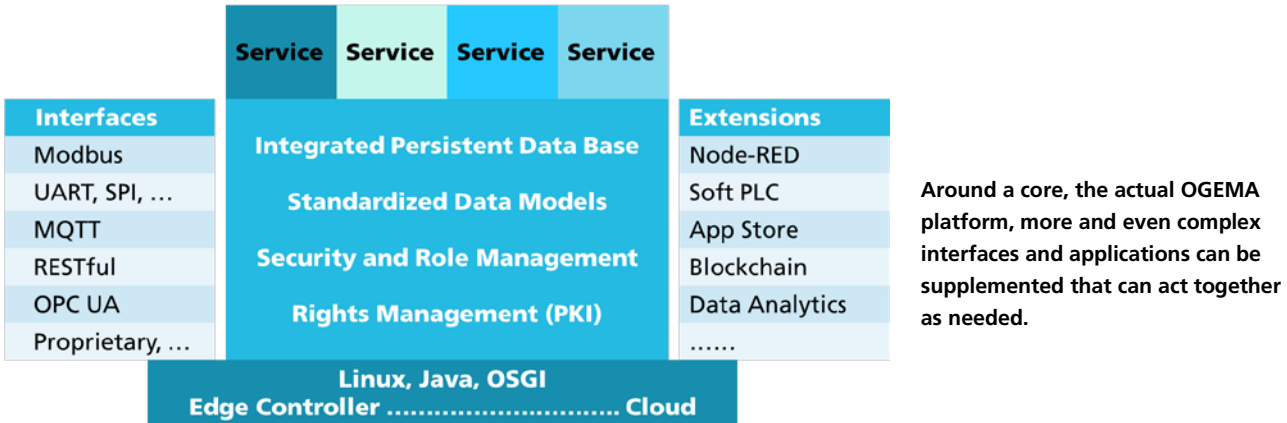 Service Service Service Service
Interfaces
Modbus
UART, SPI, ...
MQTT
RESTful
OPC UA
Proprietary, ...
Integrated Persistent Data Base
Standardized Data Models
Security and Role Management
Rights Management (PKI)
Extensions
Node-RED
Soft PLC
App Store
Blockchain
Data Analytics
......
Linux, Java, OSGI
Edge Controller .............................. Cloud
Around a core, the actual OGEMA
platform, more and even complex
interfaces and applications can be
supplemented that can act together
as needed.